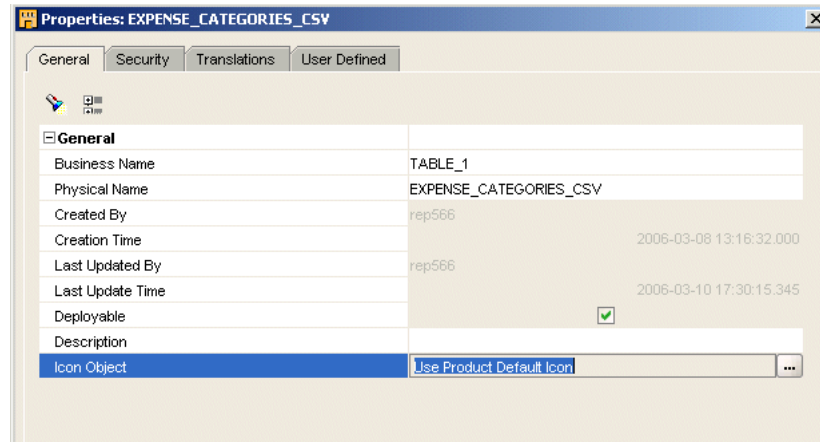 Properties: EXPENSE_CATEGORIES_CSV
General Security Translations User Defined
General
Business Name TABLE_1
Physical Name EXPENSE_CATEGORIES_CSV
Created By rep566
Creation Time 2006-03-08 13:16:32.000
Last Updated By rep566
Last Update Time 2006-03-10 17:30:15.345
Deployable
Description
Icon Object Use Product Default Icon ...